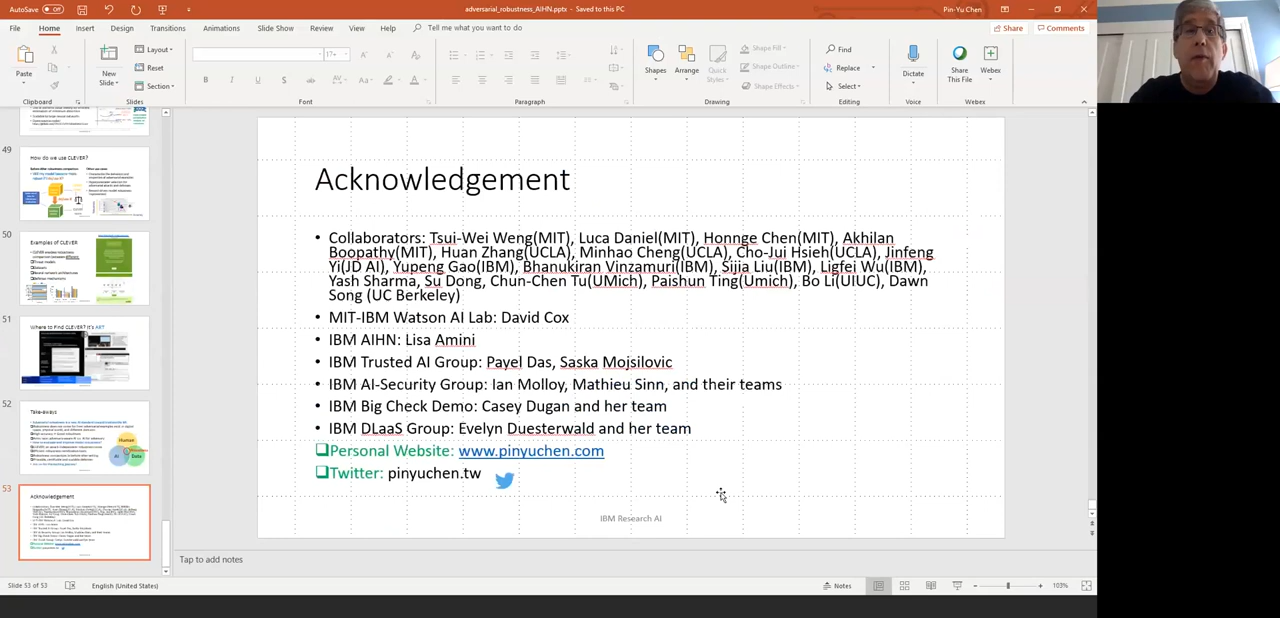 AutoSave Off
adversarial_robustness_AIHN.pptx - Saved to this PC
Pin-Yu Chen
File Home Insert Design Transitions Animations Slide Show Review View Help Tell me what you want to do Share Comments
Paste
Clipboard
New Slide
Layout
Reset
Section
Slides
Font
Paragraph
Shapes
Arrange
Quick Styles
Shape Fill
Shape Outline
Shape Effects
Drawing
Find
Replace
Select
Editing
Dictate
Voice
Share This File
Webex
Webex
49
How do we use CLEVER?
50
Examples of CLEVER
51
Where to Find CLEVER? It's ART
52
Take-aways
Human
AI
Data
53
Acknowledgement
Acknowledgement
• Collaborators: Tsui-Wei Weng(MIT), Luca Daniel(MIT), Honnge Chen(MIT), Akhilan
Boopathy(MIT), Huan Zhang(UCLA), Minhao Cheng(UCLA), Cho-Jui Hsieh(UCLA), Jinfeng
Yi(JD AI), Yupeng Gao(IBM), Bhanukiran Vinzamuri(IBM), Sijia Liu(IBM), Ligfei Wu(IBM),
Yash Sharma, Su Dong, Chun-Chen Tu(UMich), Paishun Ting(Umich), Bo Li(UIUC), Dawn
Song (UC Berkeley)
• MIT-IBM Watson AI Lab: David Cox
• IBM AIHN: Lisa Amini
• IBM Trusted AI Group: Payel Das, Saska Mojsilovic
• IBM AI-Security Group: Ian Molloy, Mathieu Sinn, and their teams
• IBM Big Check Demo: Casey Dugan and her team
• IBM DLaaS Group: Evelyn Duesterwald and her team
❑Personal Website: www.pinyuchen.com
❑Twitter: pinyuchen.tw
IBM Research AI
Tap to add notes
Slide 53 of 53
English (United States)
Notes
103%